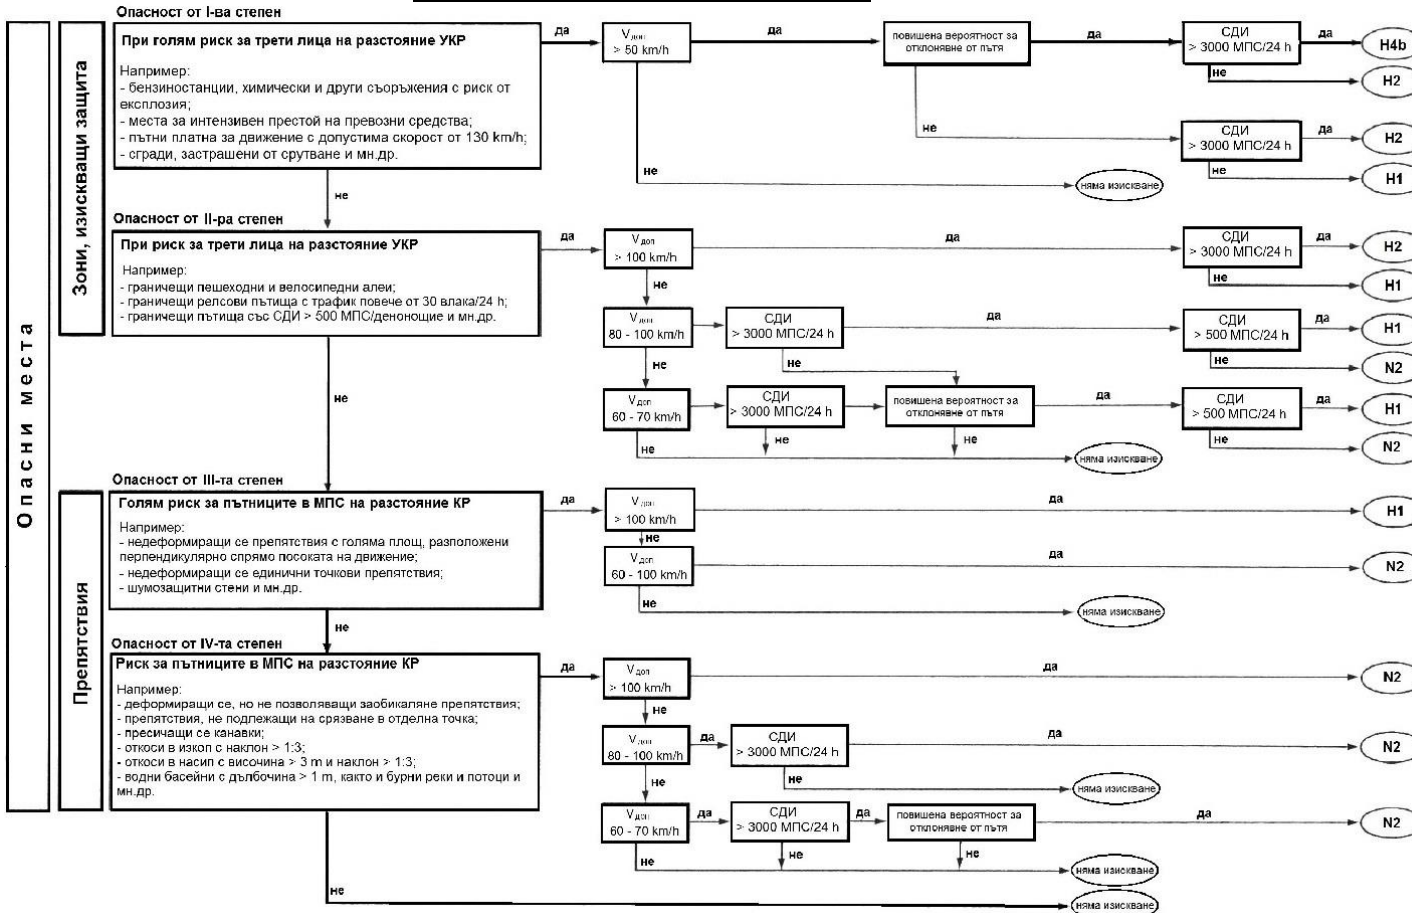 Опасни места
Зони, изискващи защита
Опасност от I-ва степен
При голям риск за трети лица на разстояние УКР
Например:
- бензиностанции, химически и други съоръжения с риск от
експлозия;
- места за интензивен престой на превозни средства;
- пътни платна за движение с допустима скорост от 130 km/h;
- сгради, застрашени от срутване и мн.др.
да
V доп
> 50 km/h
да
повишена вероятност за
отклоняване от пътя
да
СДИ
> 3000 МПС/24 h
да
H4b
не
H2
не
СДИ
> 3000 МПС/24 h
да
H2
не
H1
не
няма изискване
не
Опасност от II-ра степен
При риск за трети лица на разстояние УКР
Например:
- граничещи пешеходни и велосипедни алеи;
- граничещи релсови пътища с трафик повече от 30 влака/24 h;
- граничещи пътища със СДИ > 500 МПС/денонощие и мн.др.
да
V доп
> 100 km/h
да
СДИ
> 3000 МПС/24 h
да
H2
не
H1
не
V доп
80 - 100 km/h
СДИ
> 3000 МПС/24 h
да
СДИ
> 500 МПС/24 h
да
H1
не
N2
не
не
V доп
60 - 70 km/h
да
СДИ
> 3000 МПС/24 h
повишена вероятност за
отклоняване от пътя
да
СДИ
> 500 МПС/24 h
да
H1
не
N2
не
не
не
няма изискване
не
Препятствия
Опасност от III-та степен
Голям риск за пътниците в МПС на разстояние КР
Например:
- недеформиращи се препятствия с голяма площ, разположени
перпендикулярно спрямо посоката на движение;
- недеформиращи се единични точкови препятствия;
- шумозащитни стени и мн.др.
да
V доп
> 100 km/h
да
H1
не
V доп
60 - 100 km/h
да
N2
не
няма изискване
не
Опасност от IV-та степен
Риск за пътниците в МПС на разстояние КР
Например:
- деформиращи се, но не позволяващи заобикаляне препятствия;
- препятствия, не подлежащи на срязване в отделна точка;
- пресичащи се канавки;
- откоси в изкоп с наклон > 1:3;
- откоси в насип с височина > 3 m и наклон > 1:3;
- водни басейни с дълбочина > 1 m, както и бурни реки и потоци и
мн.др.
да
V доп
> 100 km/h
да
N2
не
V доп
80 - 100 km/h
да
СДИ
> 3000 МПС/24 h
да
N2
не
няма изискване
не
V доп
60 - 70 km/h
да
СДИ
> 3000 МПС/24 h
да
повишена вероятност за
отклоняване от пътя
да
N2
не
не
не
няма изискване
не
няма изискване